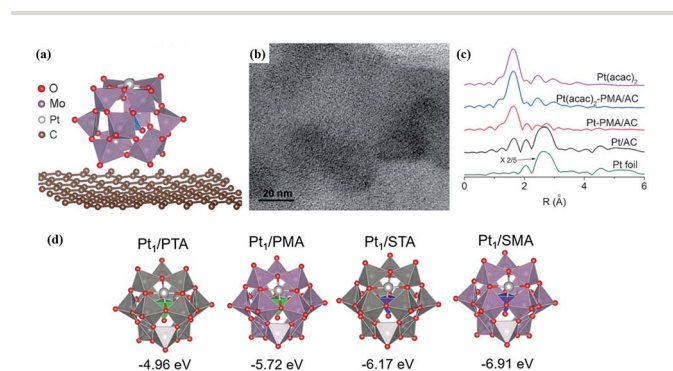 (a)
O
Mo
Pt
C
(b)
20 nm
(c)
Pt(acac)2
Pt(acac)2-PMA/AC
Pt-PMA/AC
Pt/AC
X 2/5
Pt foil
0 1 2 3 4 5 6
R (Å)
(d)
Pt1/PTA Pt1/PMA Pt1/STA Pt1/SMA
-4.96 eV -5.72 eV -6.17 eV -6.91 eV